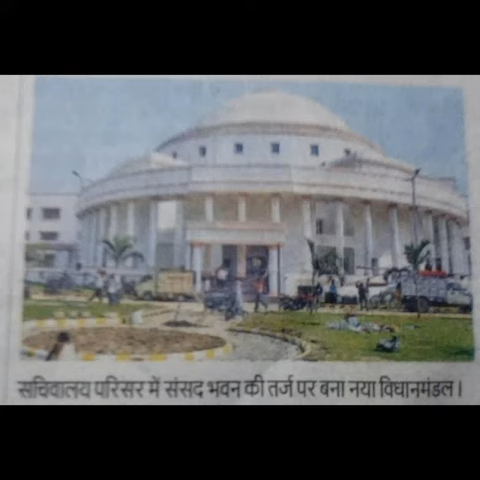 सचिवालय परिसर में संसद भवन की तर्ज पर बना नया विधानमंडल।